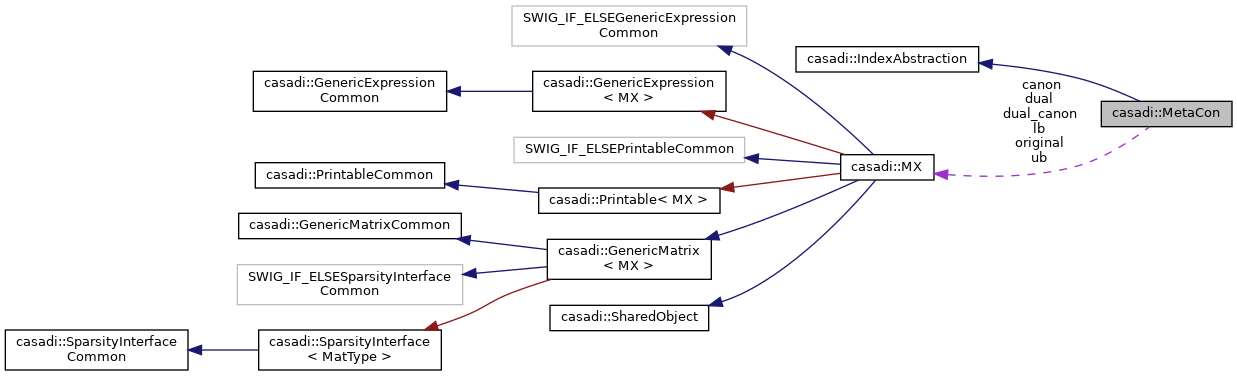 SWIG_IF_ELSEGenericExpression
Common
casadi::IndexAbstraction
casadi::GenericExpression
Common
casadi::GenericExpression
< MX >
canon
dual
dual_canon
lb
original
ub
casadi::MetaCon
SWIG_IF_ELSEPrintableCommon
casadi::MX
casadi::PrintableCommon
casadi::Printable< MX >
casadi::GenericMatrixCommon
casadi::GenericMatrix
< MX >
SWIG_IF_ELSESparsityInterface
Common
casadi::SharedObject
casadi::SparsityInterface
Common
casadi::SparsityInterface
< MatType >